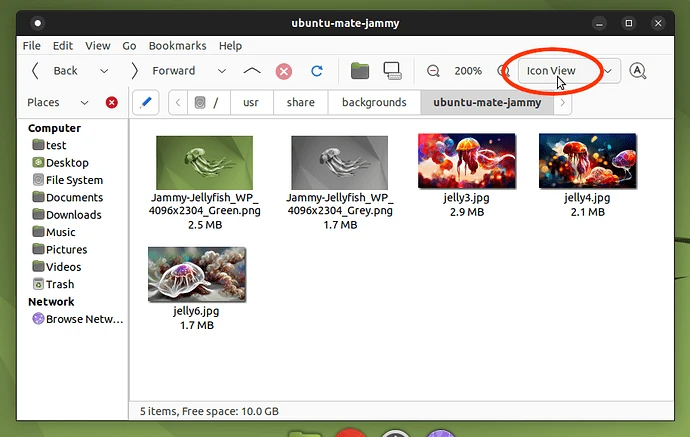 ubuntu-mate-jammy
File Edit View Go Bookmarks Help
Back Forward 200% Icon View
Places / usr share backgrounds ubuntu-mate-jammy
Computer
test
Desktop
File System
Documents
Downloads
Music
Pictures
Videos
Trash
Network
Browse Netw...
Jammy-Jellyfish_WP_
4096x2304_Green.png
2.5 MB
Jammy-Jellyfish_WP_
4096x2304_Grey.png
1.7 MB
jelly3.jpg
2.9 MB
jelly4.jpg
2.1 MB
jelly6.jpg
1.7 MB
5 items, Free space: 10.0 GB